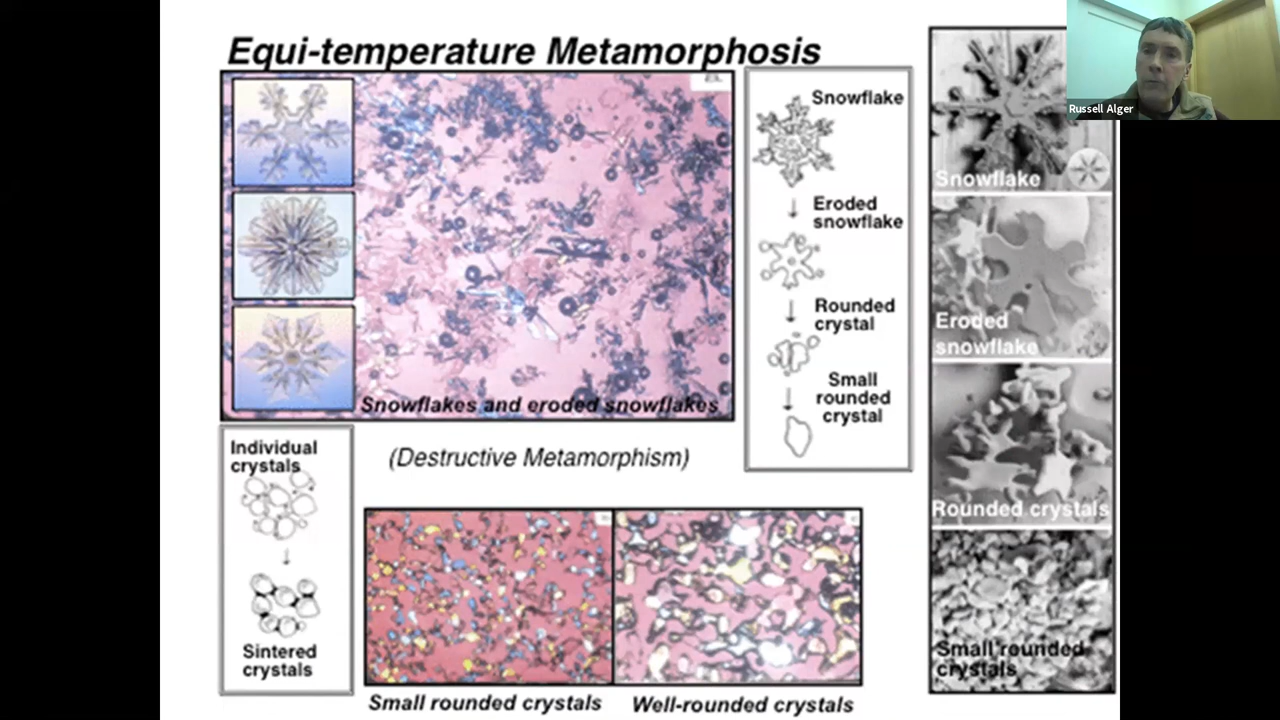 Equi-temperature Metamorphosis
Russell Alger
Snowflakes and eroded snowflakes
Snowflake
Eroded
snowflake
Rounded
crystal
Small
rounded
crystal
Snowflake
Eroded
snowflake
Rounded crystals
Small rounded
crystals
(Destructive Metamorphism)
Individual
crystals
Sintered
crystals
Small rounded crystals
Well-rounded crystals